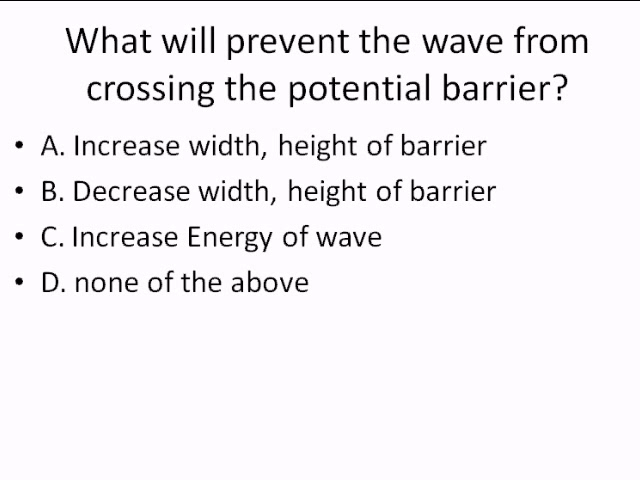 What will prevent the wave from
crossing the potential barrier?
• A. Increase width, height of barrier
• B. Decrease width, height of barrier
• C. Increase Energy of wave
• D. none of the above